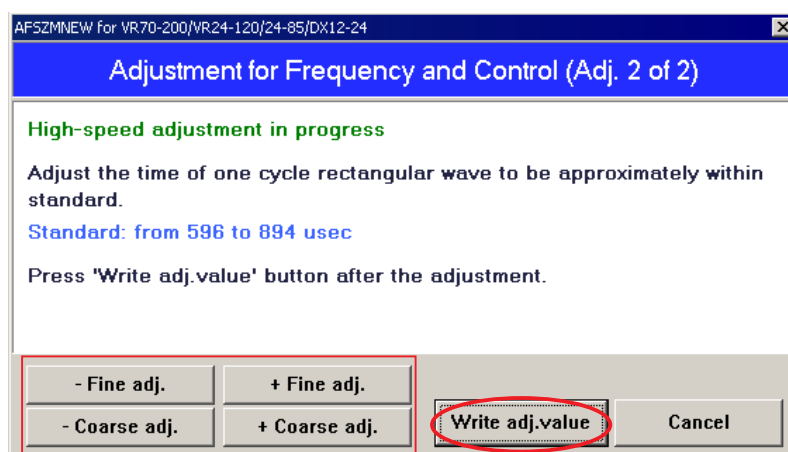 AFSZMNEW for VR70-200/VR24-120/24-85/DX12-24
Adjustment for Frequency and Control (Adj. 2 of 2)
High-speed adjustment in progress
Adjust the time of one cycle rectangular wave to be approximately within
standard.
Standard: from 596 to 894 usec
Press 'Write adj.value' button after the adjustment.
- Fine adj. + Fine adj.
- Coarse adj. + Coarse adj. Write adj.value Cancel